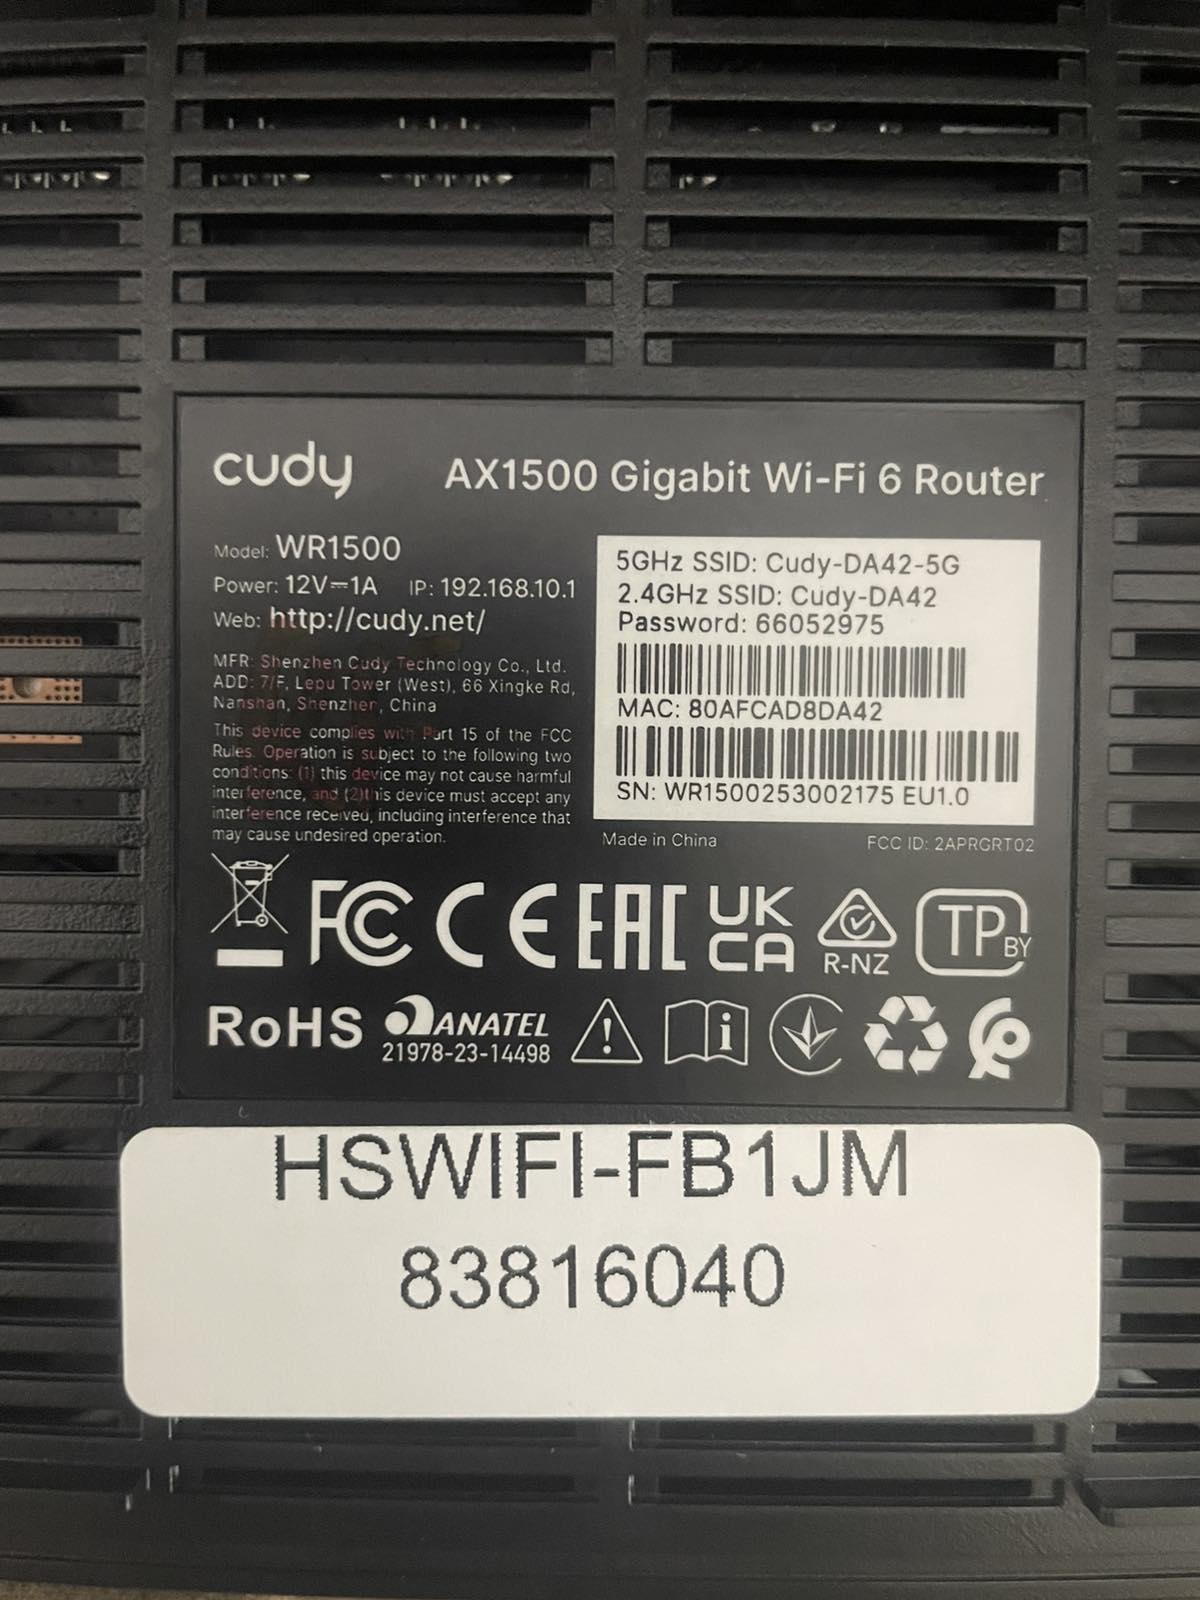 cudy AX1500 Gigabit Wi-Fi 6 Router
Model: WR1500
Power: 12V⎓1A IP: 192.168.10.1
Web: http://cudy.net/
MFR: Shenzhen Cudy Technology Co., Ltd.
ADD: 7/F, Lepu Tower (West), 66 Xingke Rd,
Nanshan, Shenzhen, China
This device complies with Part 15 of the FCC
Rules. Operation is subject to the following two
conditions: (1) this device may not cause harmful
interference, and (2)this device must accept any
interference received, including interference that
may cause undesired operation.
5GHz SSID: Cudy-DA42-5G
2.4GHz SSID: Cudy-DA42
Password: 66052975
MAC: 80AFCAD8DA42
SN: WR1500253002175 EU1.0
Made in China FCC ID: 2APRGRT02
FC CE EAC UK
CA R-NZ TP BY
RoHS ANATEL
21978-23-14498
HSWIFI-FB1JM
83816040